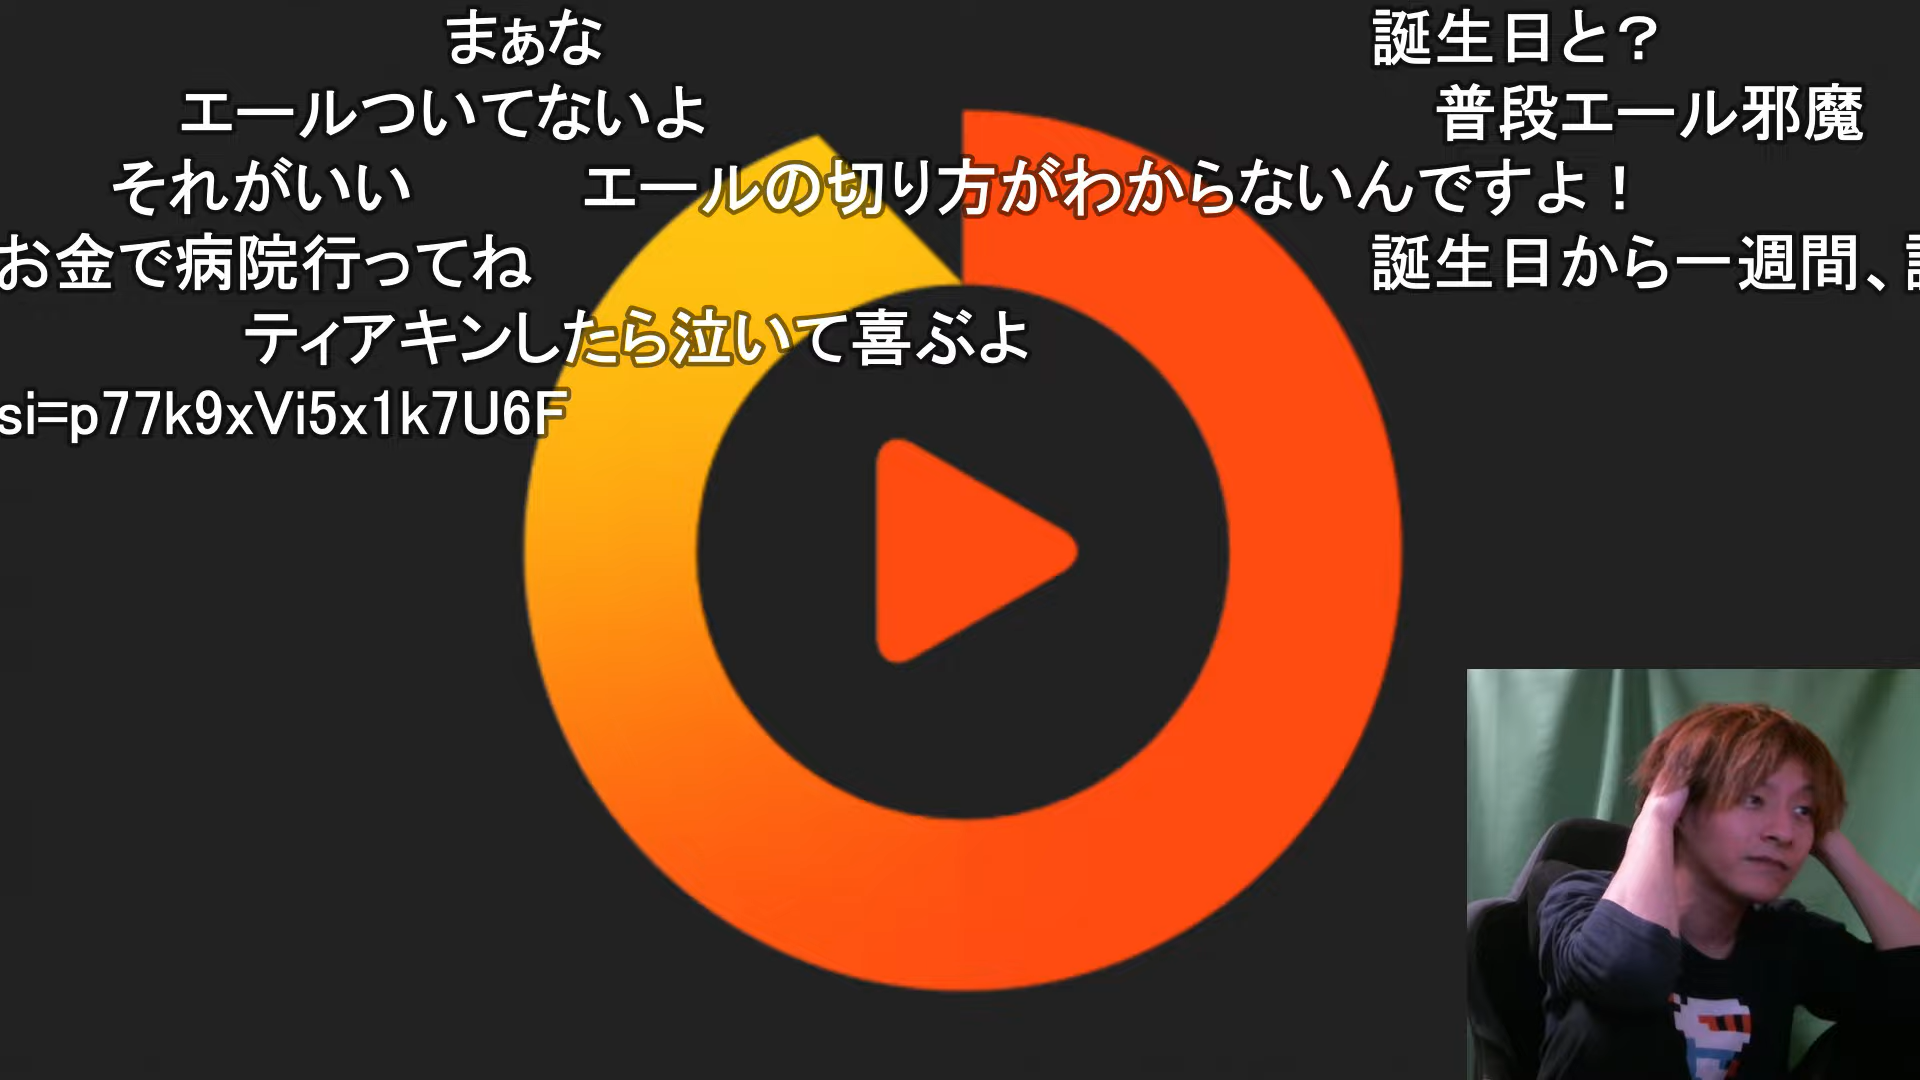 まぁな
誕生日と？
エールついてないよ
普段エール邪魔
それがいい
エールの切り方がわからないんですよ！
お金で病院行ってね
誕生日から一週間、
ティアキンしたら泣いて喜ぶよ
si=p77k9xVi5x1k7U6F